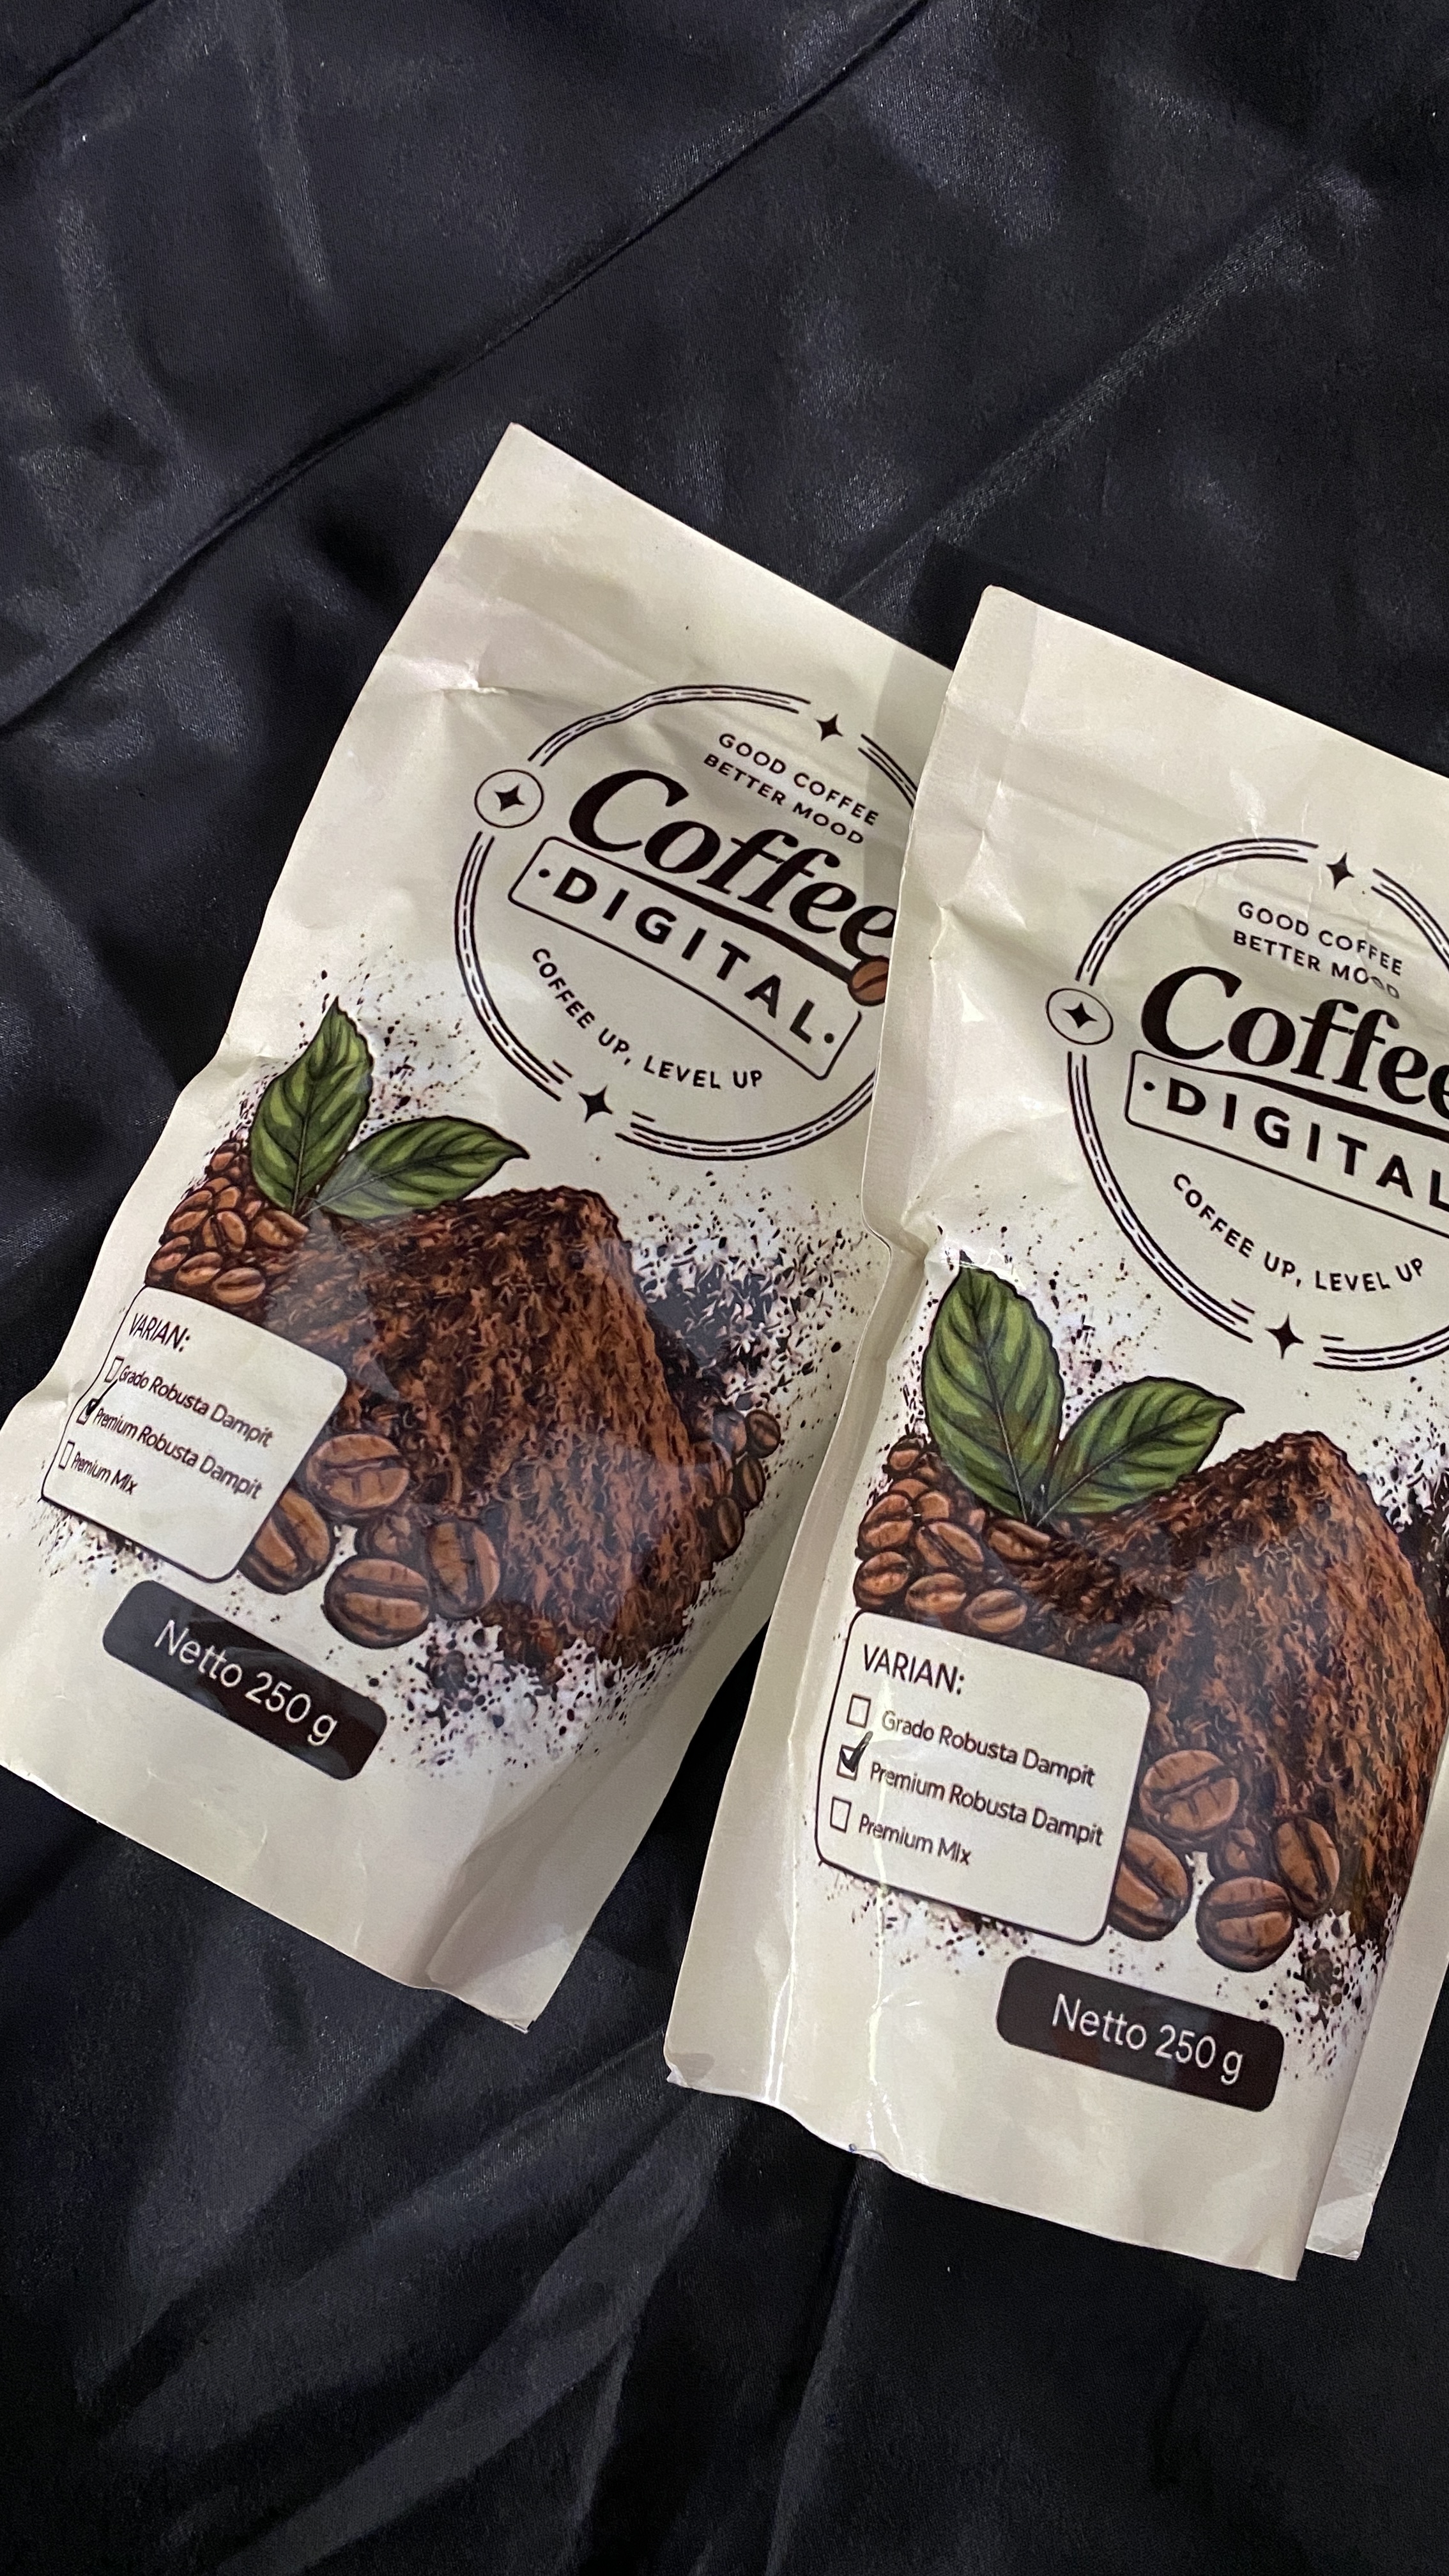 GOOD COFFEE
BETTER MOOD
Coffee
·DIGITAL·
COFFEE UP, LEVEL UP
VARIAN:
Grado Robusta Dampit
Premium Robusta Dampit
Premium Mix
Netto 250 g
GOOD COFFEE
BETTER MOOD
Coffee
·DIGITAL
COFFEE UP, LEVEL UP
VARIAN:
Grado Robusta Dampit
Premium Robusta Dampit
Premium Mix
Netto 250 g